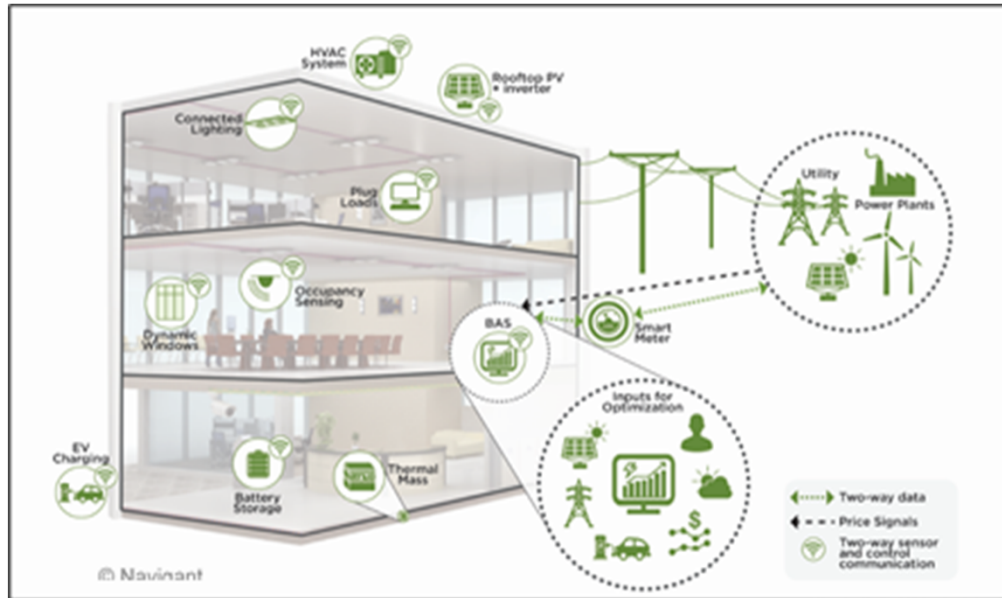 HVAC
System
Rooftop PV
+ inverter
Connected
Lighting
Plug
Loads
Utility
Power Plants
Occupancy
Sensing
Dynamic
Windows
BAS
Smart
Meter
Inputs for
Optimization
EV
Charging
Battery
Storage
Thermal
Mass
$
Two-way data
Price Signals
Two-way sensor
and control
communication
© Navigant